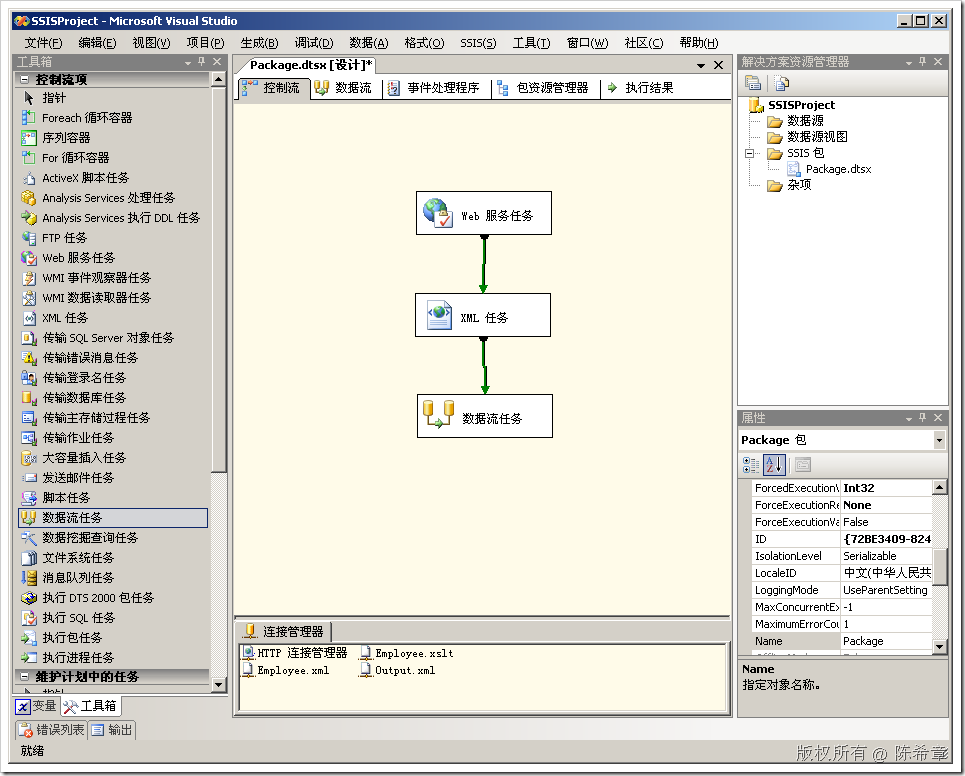 SSISProject - Microsoft Visual Studio
文件(F) 编辑(E) 视图(V) 项目(P) 生成(B) 调试(D) 数据(A) 格式(O) SSIS(S) 工具(T) 窗口(W) 社区(C) 帮助(H)
工具箱
控制流项
指针
Foreach 循环容器
序列容器
For 循环容器
ActiveX 脚本任务
Analysis Services 处理任务
Analysis Services 执行 DDL 任务
FTP 任务
Web 服务任务
WMI 事件观察器任务
WMI 数据读取器任务
XML 任务
传输 SQL Server 对象任务
传输错误消息任务
传输登录名任务
传输数据库任务
传输主存储过程任务
传输作业任务
大容量插入任务
发送邮件任务
脚本任务
数据流任务
数据挖掘查询任务
文件系统任务
消息队列任务
执行 DTS 2000 包任务
执行 SQL 任务
执行包任务
执行进程任务
维护计划中的任务
指针
变量 工具箱
错误列表 输出
就绪
Package.dtsx [设计]*
控制流 数据流 事件处理程序 包资源管理器 执行结果
Web 服务任务
XML 任务
数据流任务
连接管理器
HTTP 连接管理器 Employee.xslt
Employee.xml Output.xml
解决方案资源管理器
SSISProject
数据源
数据源视图
SSIS 包
Package.dtsx
杂项
属性
Package 包
ForcedExecutionV Int32
ForceExecutionRe None
ForceExecutionVa False
ID {72BE3409-824
IsolationLevel Serializable
LocaleID 中文(中华人民共
LoggingMode UseParentSetting
MaxConcurrentEx -1
MaximumErrorCou 1
Name Package
Name
指定对象名称。
版权所有 @ 陈希章